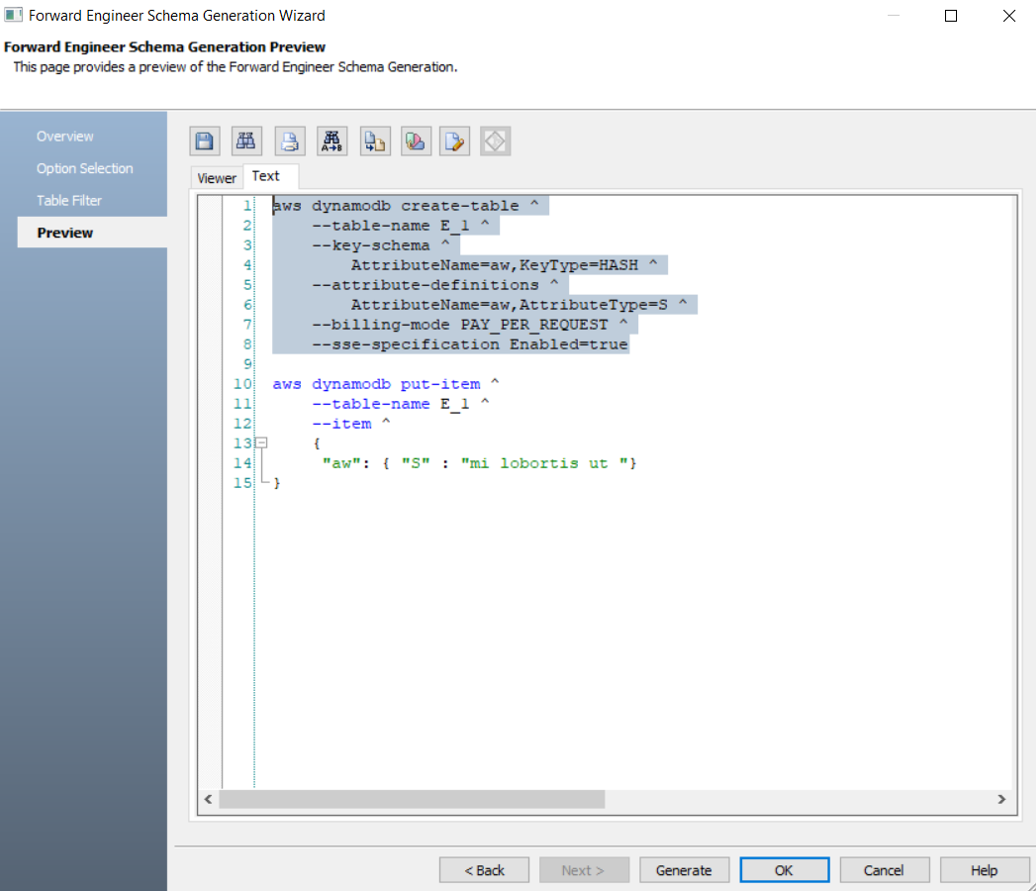 Forward Engineer Schema Generation Wizard
Forward Engineer Schema Generation Preview
This page provides a preview of the Forward Engineer Schema Generation.
Overview
Option Selection
Table Filter
Preview
A→B
Viewer
Text
1 aws dynamodb create-table ^
2 --table-name E_1 ^
3 --key-schema ^
4 AttributeName=aw,KeyType=HASH ^
5 --attribute-definitions ^
6 AttributeName=aw,AttributeType=S ^
7 --billing-mode PAY_PER_REQUEST ^
8 --sse-specification Enabled=true
9
10 aws dynamodb put-item ^
11 --table-name E_1 ^
12 --item ^
13 {
14 "aw": { "S" : "mi lobortis ut "}
15 }
< Back
Next >
Generate
OK
Cancel
Help